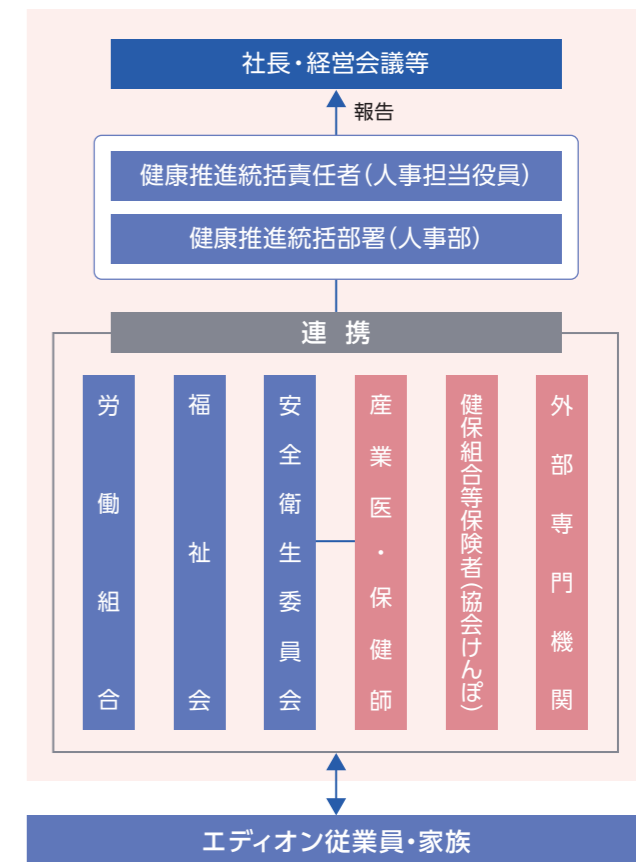 社長・経営会議等
報告
健康推進統括責任者(人事担当役員)
健康推進統括部署(人事部)
連 携
労働組合
福祉会
安全衛生委員会
産業医・保健師
健保組合等保険者(協会けんぽ)
外部専門機関
エディオン従業員・家族